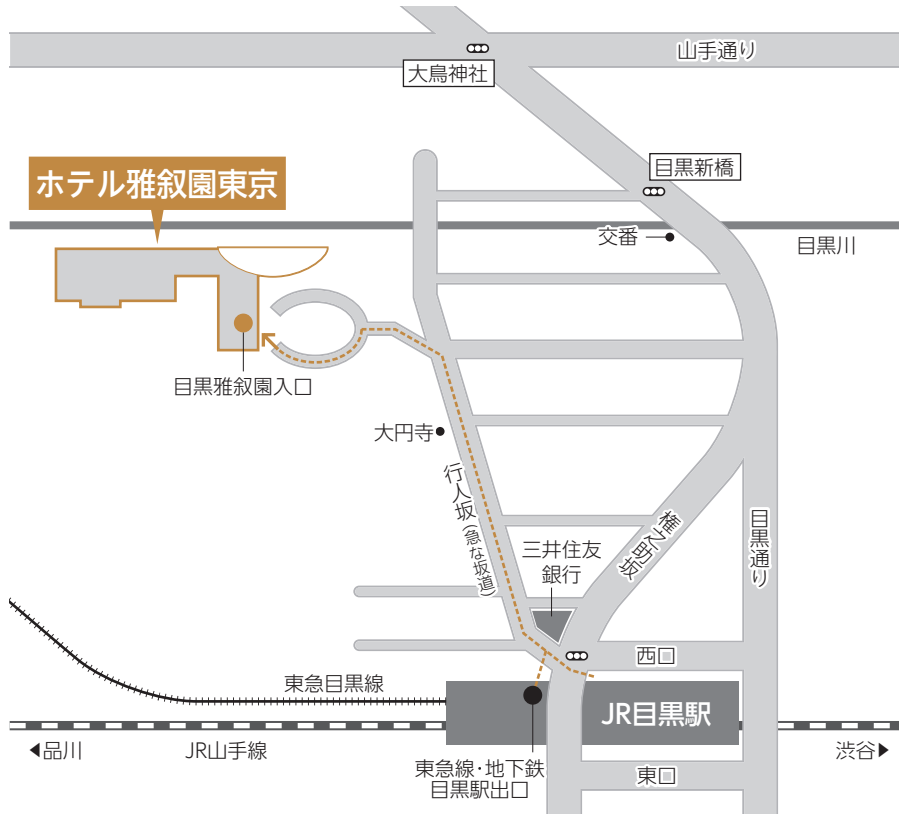 山手通り
大鳥神社
目黒新橋
ホテル雅叙園東京
交番
目黒川
目黒雅叙園入口
大円寺
行人坂(急な坂道)
権之助坂
目黒通り
三井住友
銀行
西口
東急目黒線
JR目黒駅
◀品川
JR山手線
渋谷▶
東急線・地下鉄
目黒駅出口
東口